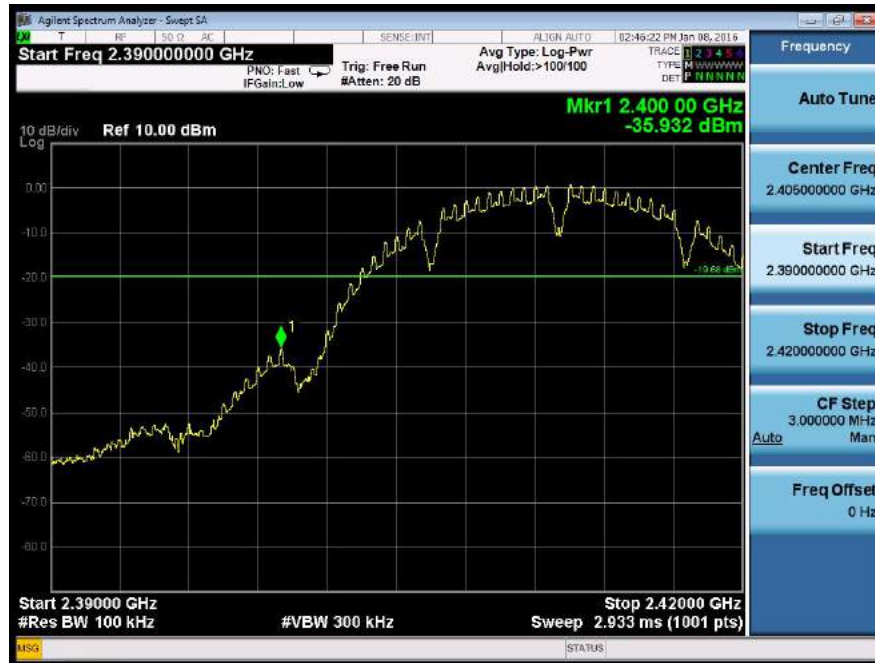 Agilent Spectrum Analyzer - Swept SA
T RF 50 Ω AC SENSE:INT ALIGN AUTO 02:46:22 PM Jan 08, 2016
Start Freq 2.390000000 GHz
PNO: Fast
IFGain:Low
Trig: Free Run
#Atten: 20 dB
Avg Type: Log-Pwr
Avg|Hold:>100/100
TRACE 1 2 3 4 5 6
TYPE M WWWWW
DET P N N N N N
Mkr1 2.400 00 GHz
-35.932 dBm
10 dB/div Ref 10.00 dBm
Log
0.00
-10.0
-20.0
-19.68 dBm
-30.0
1
-40.0
-50.0
-60.0
-70.0
-80.0
Start 2.39000 GHz Stop 2.42000 GHz
#Res BW 100 kHz #VBW 300 kHz Sweep 2.933 ms (1001 pts)
MSG STATUS
Frequency
Auto Tune
Center Freq
2.405000000 GHz
Start Freq
2.390000000 GHz
Stop Freq
2.420000000 GHz
CF Step
3.000000 MHz
Auto Man
Freq Offset
0 Hz